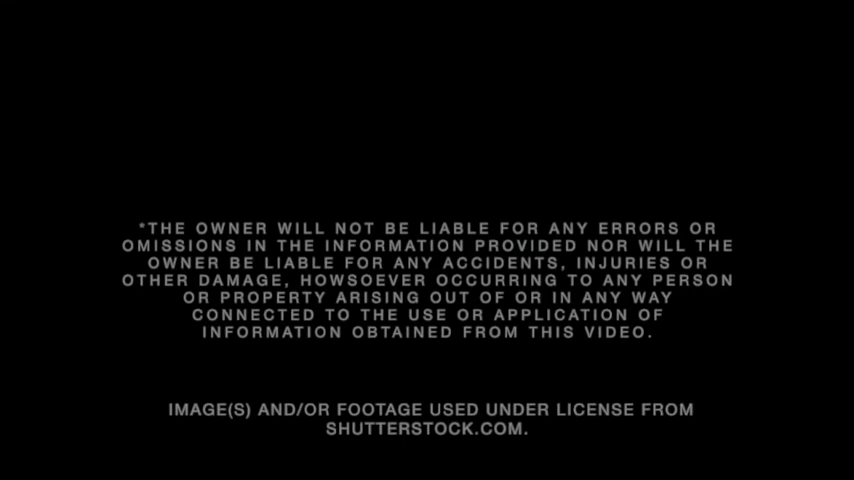 *THE OWNER WILL NOT BE LIABLE FOR ANY ERRORS OR
OMISSIONS IN THE INFORMATION PROVIDED NOR WILL THE
OWNER BE LIABLE FOR ANY ACCIDENTS, INJURIES OR
OTHER DAMAGE, HOWSOEVER OCCURRING TO ANY PERSON
OR PROPERTY ARISING OUT OF OR IN ANY WAY
CONNECTED TO THE USE OR APPLICATION OF
INFORMATION OBTAINED FROM THIS VIDEO.
IMAGE(S) AND/OR FOOTAGE USED UNDER LICENSE FROM
SHUTTERSTOCK.COM.